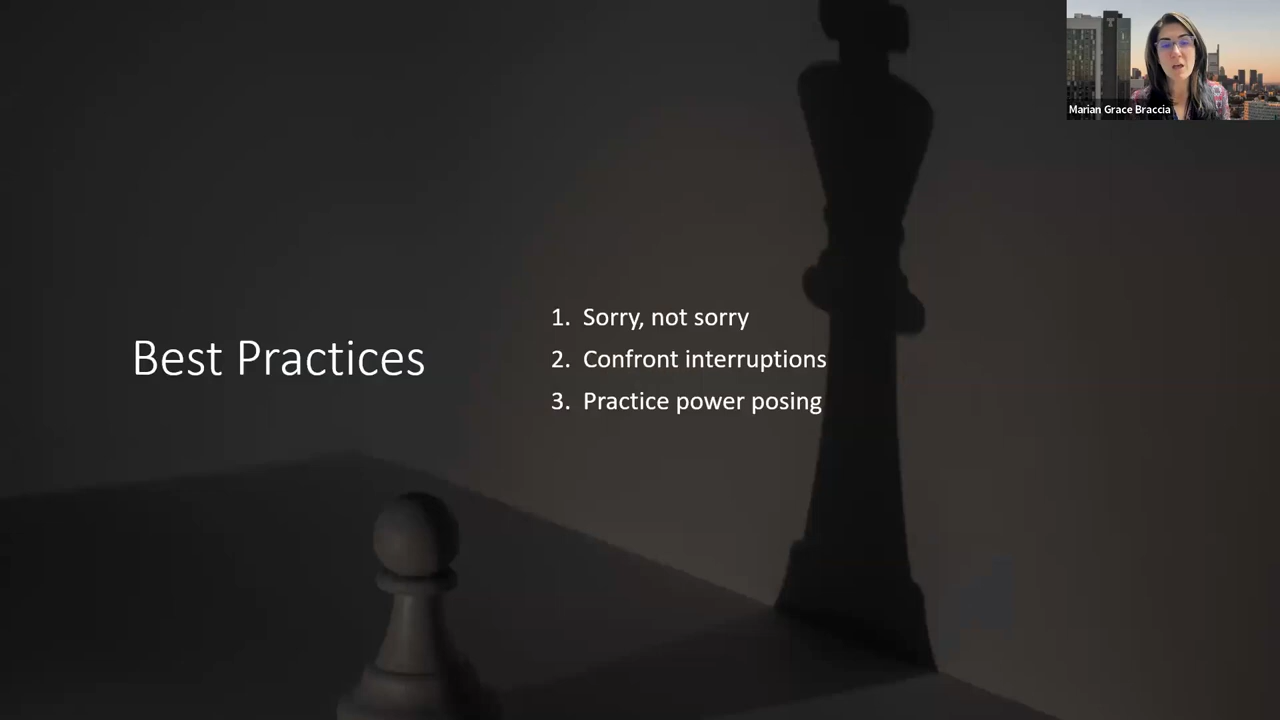 Marian Grace Braccia
Best Practices
1. Sorry, not sorry
2. Confront interruptions
3. Practice power posing